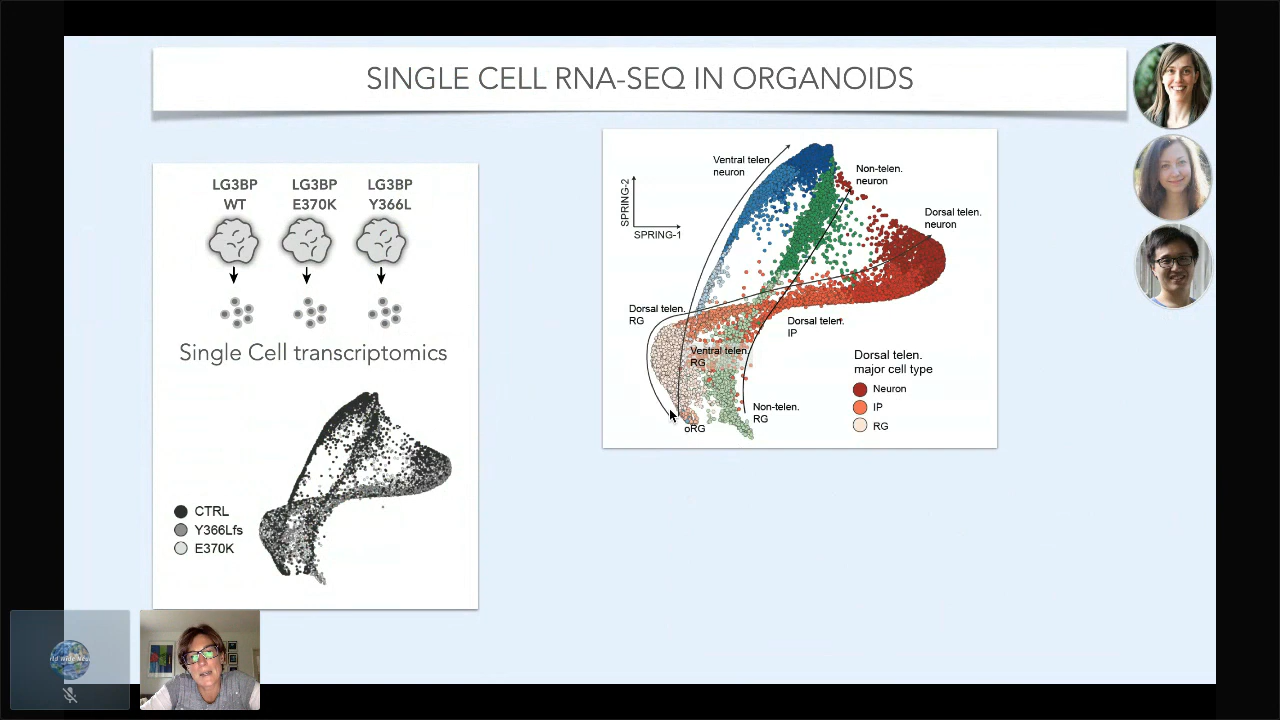 SINGLE CELL RNA-SEQ IN ORGANOIDS
LG3BP LG3BP LG3BP
WT E370K Y366L
Single Cell transcriptomics
CTRL
Y366Lfs
E370K
SPRING-2
SPRING-1
Ventral telen.
neuron
Non-telen.
neuron
Dorsal telen.
neuron
Dorsal telen.
RG
Dorsal telen.
IP
Ventral telen.
RG
Non-telen.
RG
oRG
Dorsal telen.
major cell type
Neuron
IP
RG